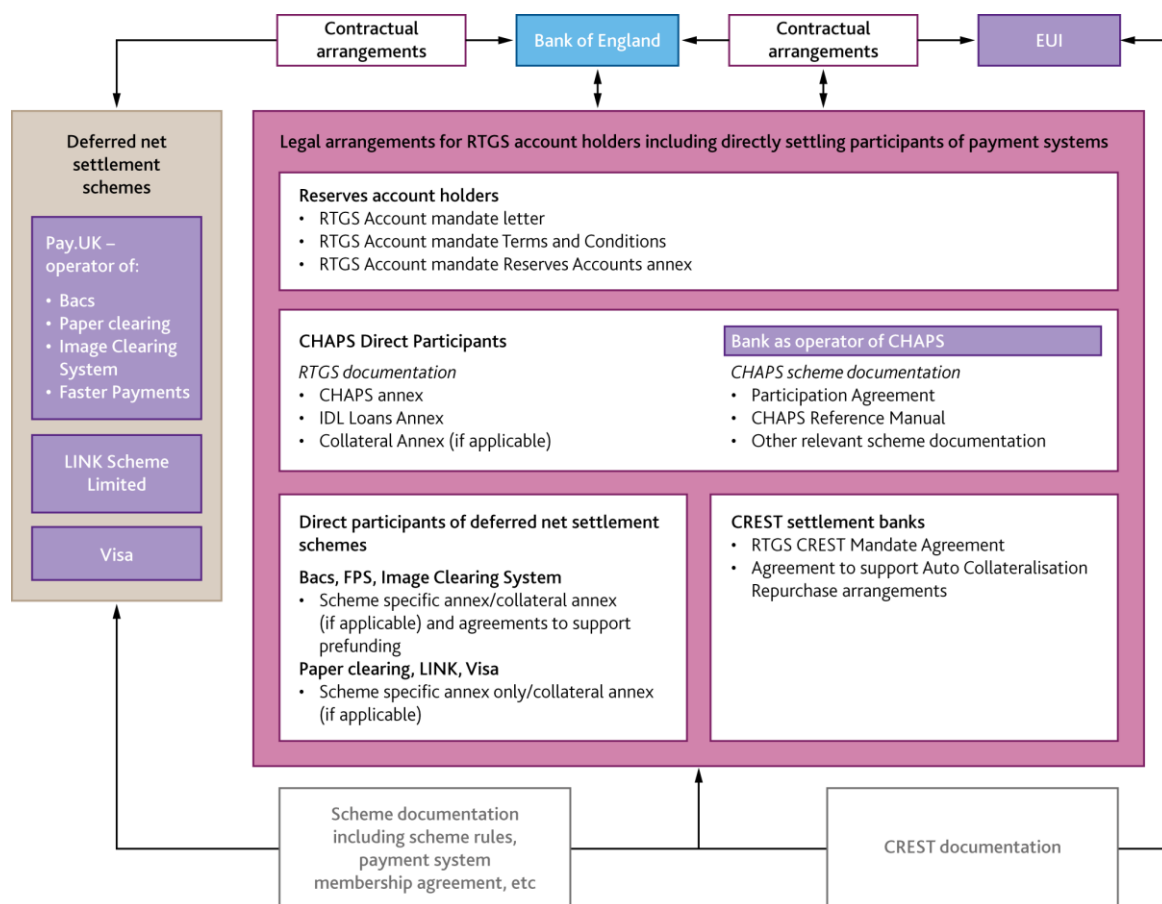 Contractual
arrangements
Bank of England
Contractual
arrangements
EUI
Deferred net
settlement
schemes
Pay.UK –
operator of:
• Bacs
• Paper clearing
• Image Clearing
System
• Faster Payments
LINK Scheme
Limited
Visa
Legal arrangements for RTGS account holders including directly settling participants of payment systems
Reserves account holders
• RTGS Account mandate letter
• RTGS Account mandate Terms and Conditions
• RTGS Account mandate Reserves Accounts annex
CHAPS Direct Participants
RTGS documentation
• CHAPS annex
• IDL Loans Annex
• Collateral Annex (if applicable)
Bank as operator of CHAPS
CHAPS scheme documentation
• Participation Agreement
• CHAPS Reference Manual
• Other relevant scheme documentation
Direct participants of deferred net settlement
schemes
Bacs, FPS, Image Clearing System
• Scheme specific annex/collateral annex
(if applicable) and agreements to support
prefunding
Paper clearing, LINK, Visa
• Scheme specific annex only/collateral annex
(if applicable)
CREST settlement banks
• RTGS CREST Mandate Agreement
• Agreement to support Auto Collateralisation
Repurchase arrangements
Scheme documentation
including scheme rules,
payment system
membership agreement, etc
CREST documentation